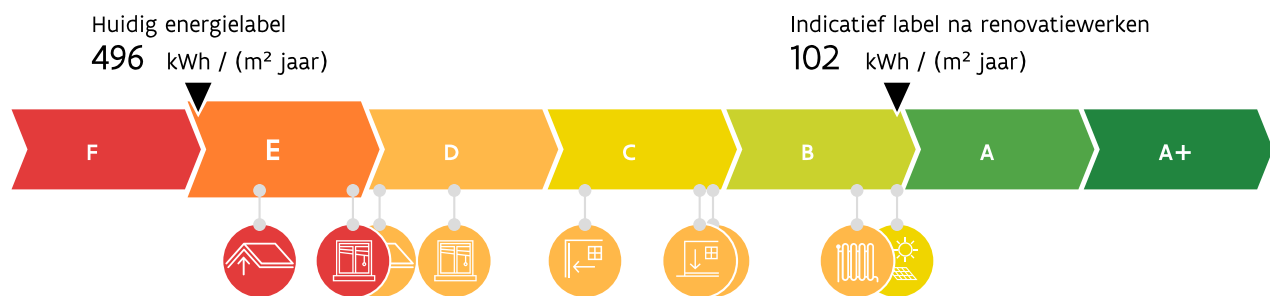 Huidig energielabel
496 kWh / (m² jaar)
Indicatief label na renovatiewerken
102 kWh / (m² jaar)
F E D C B A A+